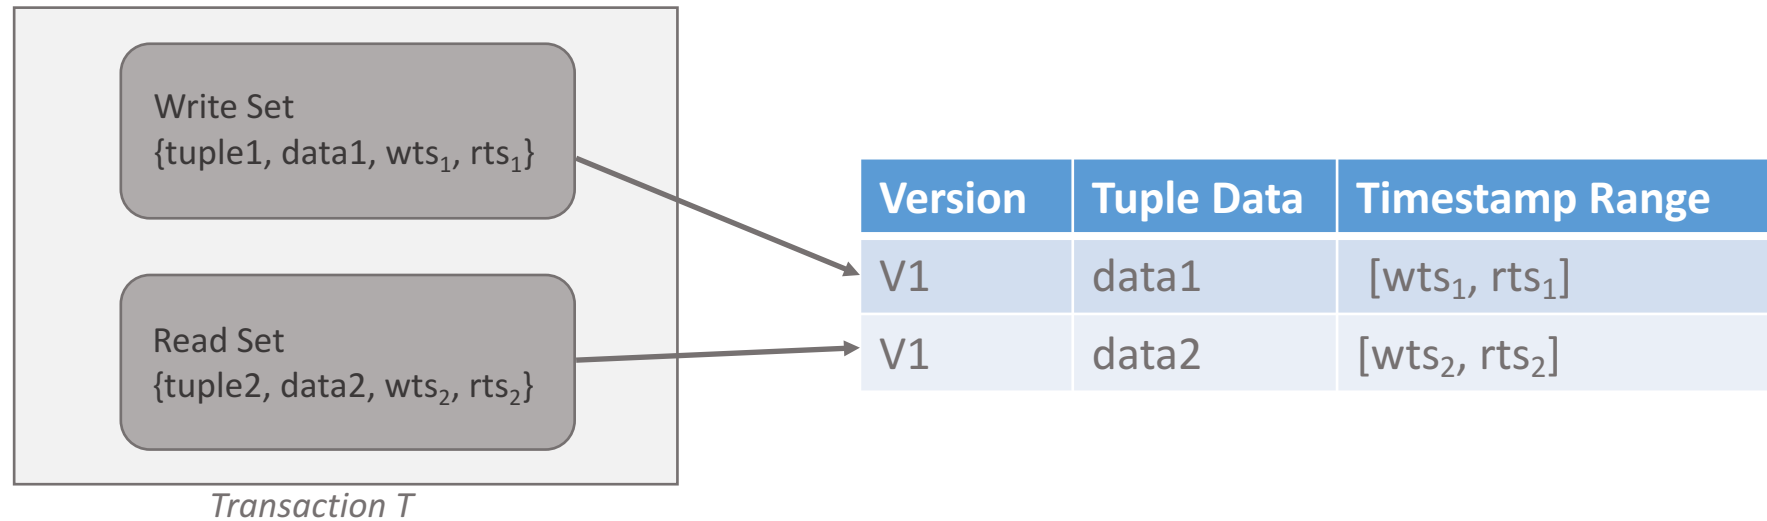 Write Set
{tuple1, data1, wts₁, rts₁}
Read Set
{tuple2, data2, wts₂, rts₂}
Transaction T
Version Tuple Data Timestamp Range
V1 data1 [wts₁, rts₁]
V1 data2 [wts₂, rts₂]